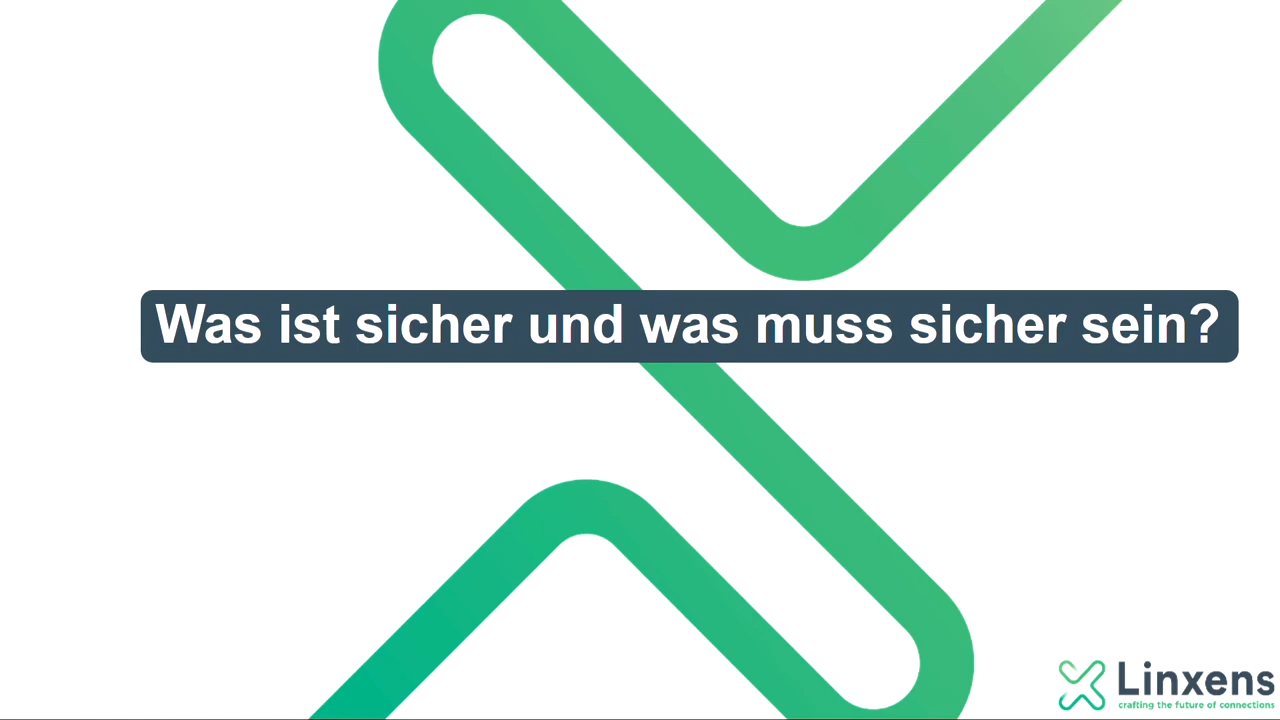 Was ist sicher und was muss sicher sein?
Linxens
crafting the future of connections